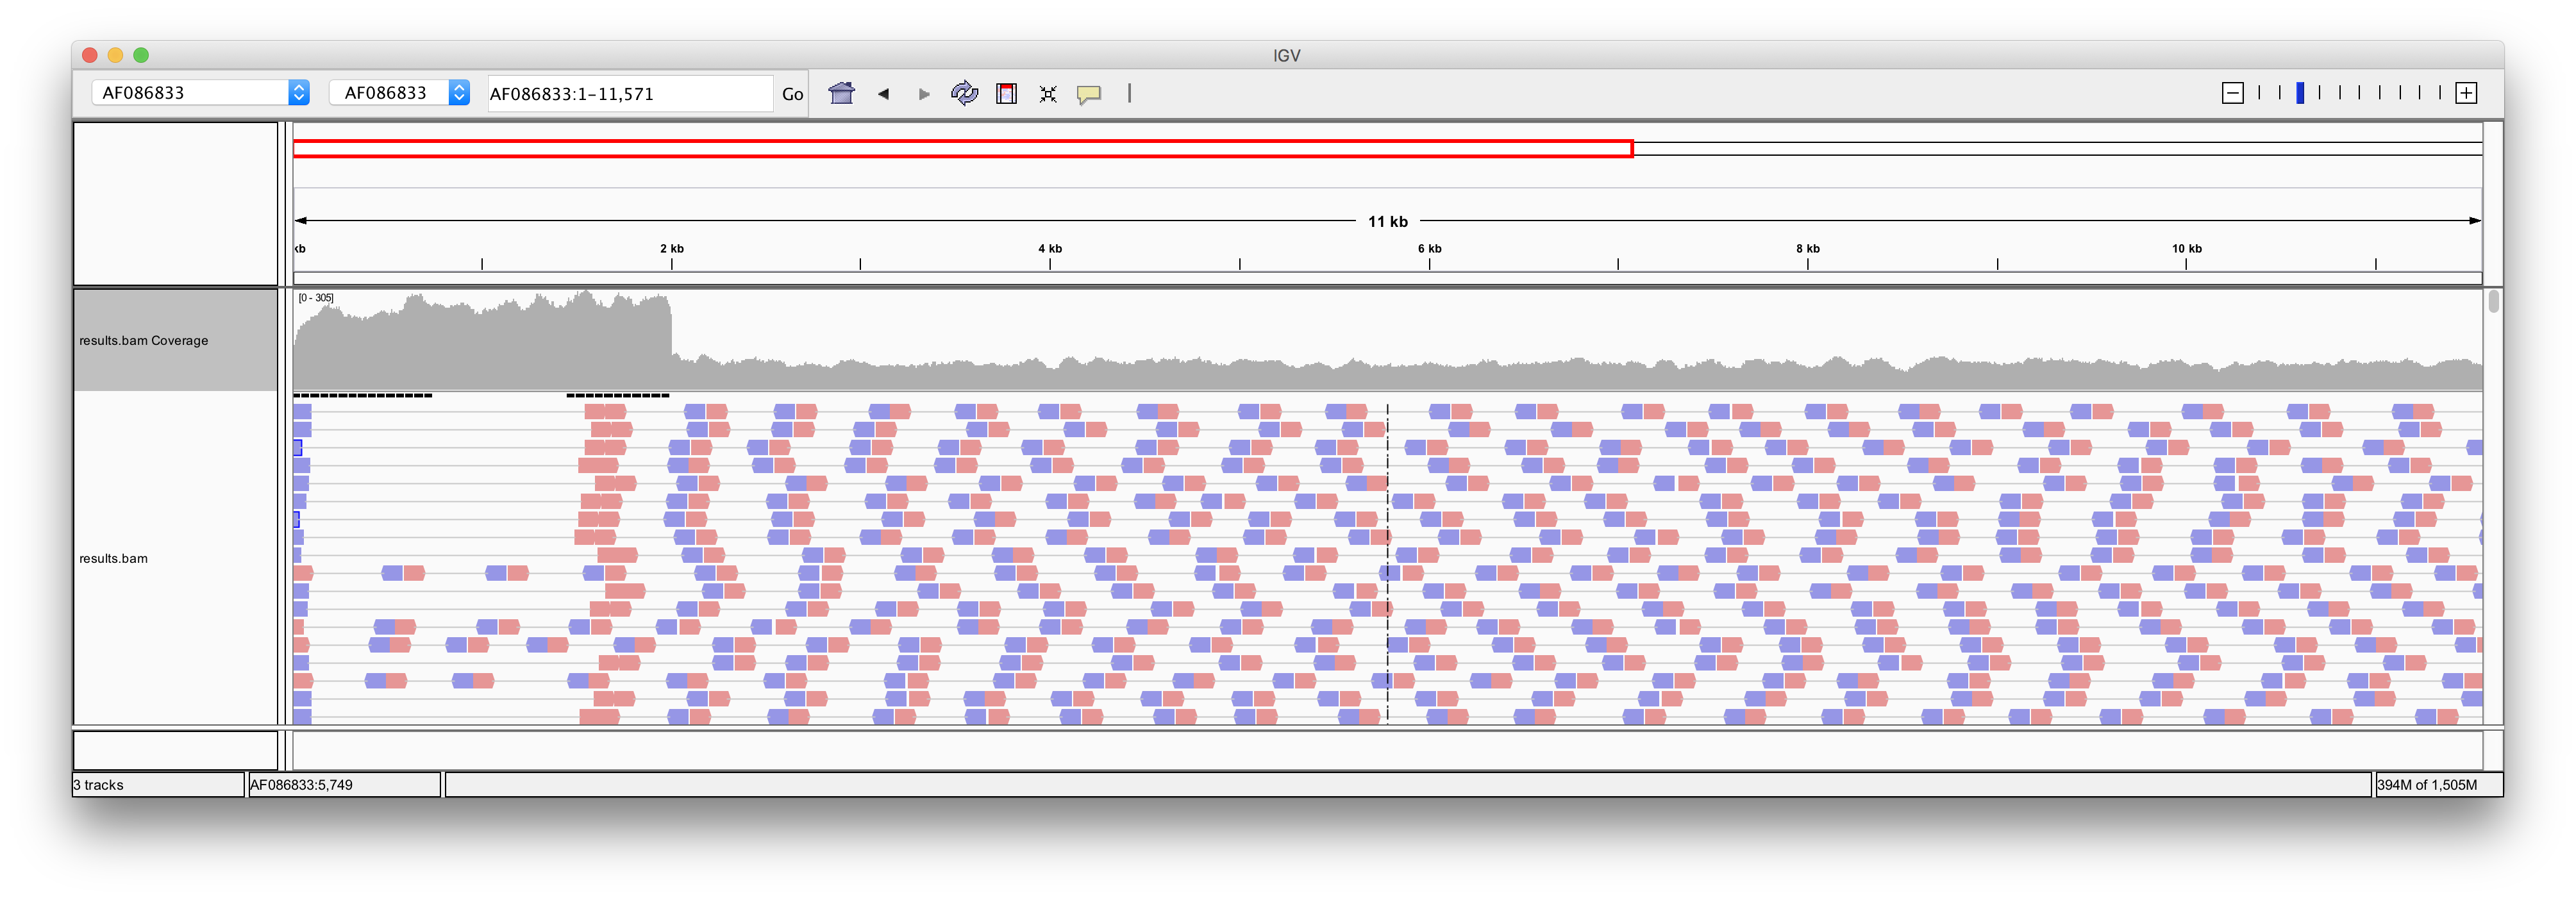 IGV
AF086833 AF086833 AF086833:1-11,571 Go
11 kb
kb 2 kb 4 kb 6 kb 8 kb 10 kb
[0 - 305]
results.bam Coverage
results.bam
3 tracks AF086833:5,749 394M of 1,505M